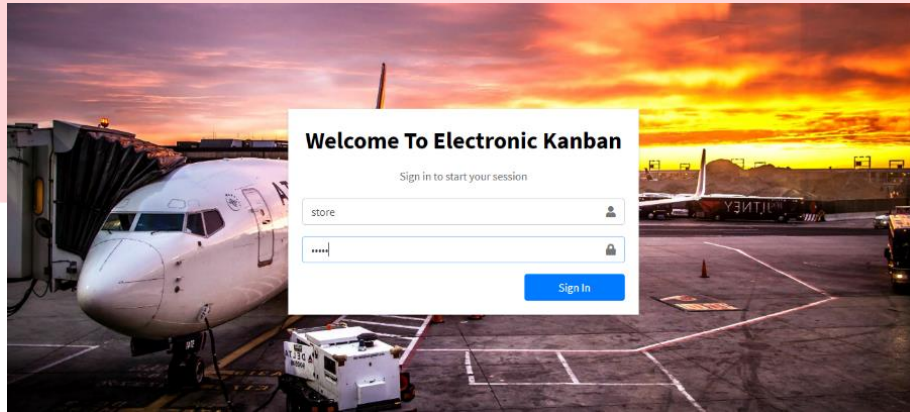 Welcome To Electronic Kanban
Sign in to start your session
store
•••••
Sign In